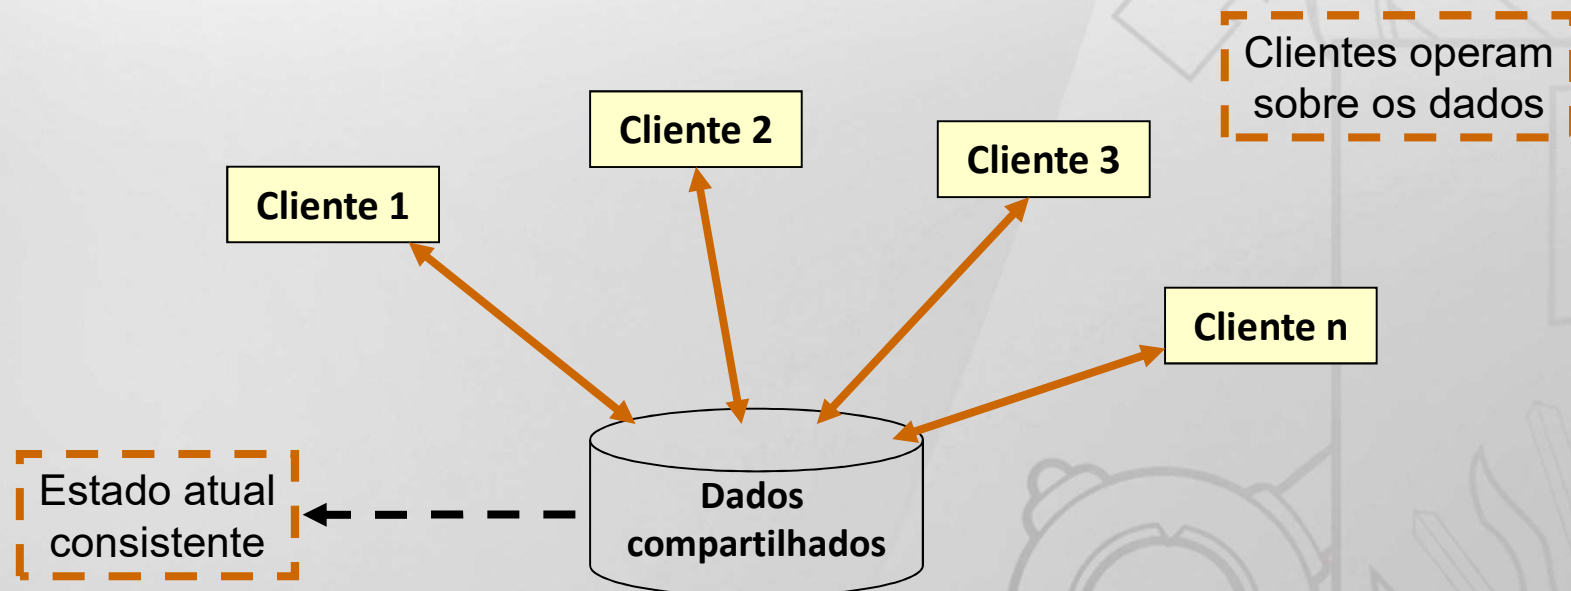 Clientes operam
sobre os dados
Cliente 2
Cliente 3
Cliente 1
Cliente n
Estado atual
consistente
Dados
compartilhados